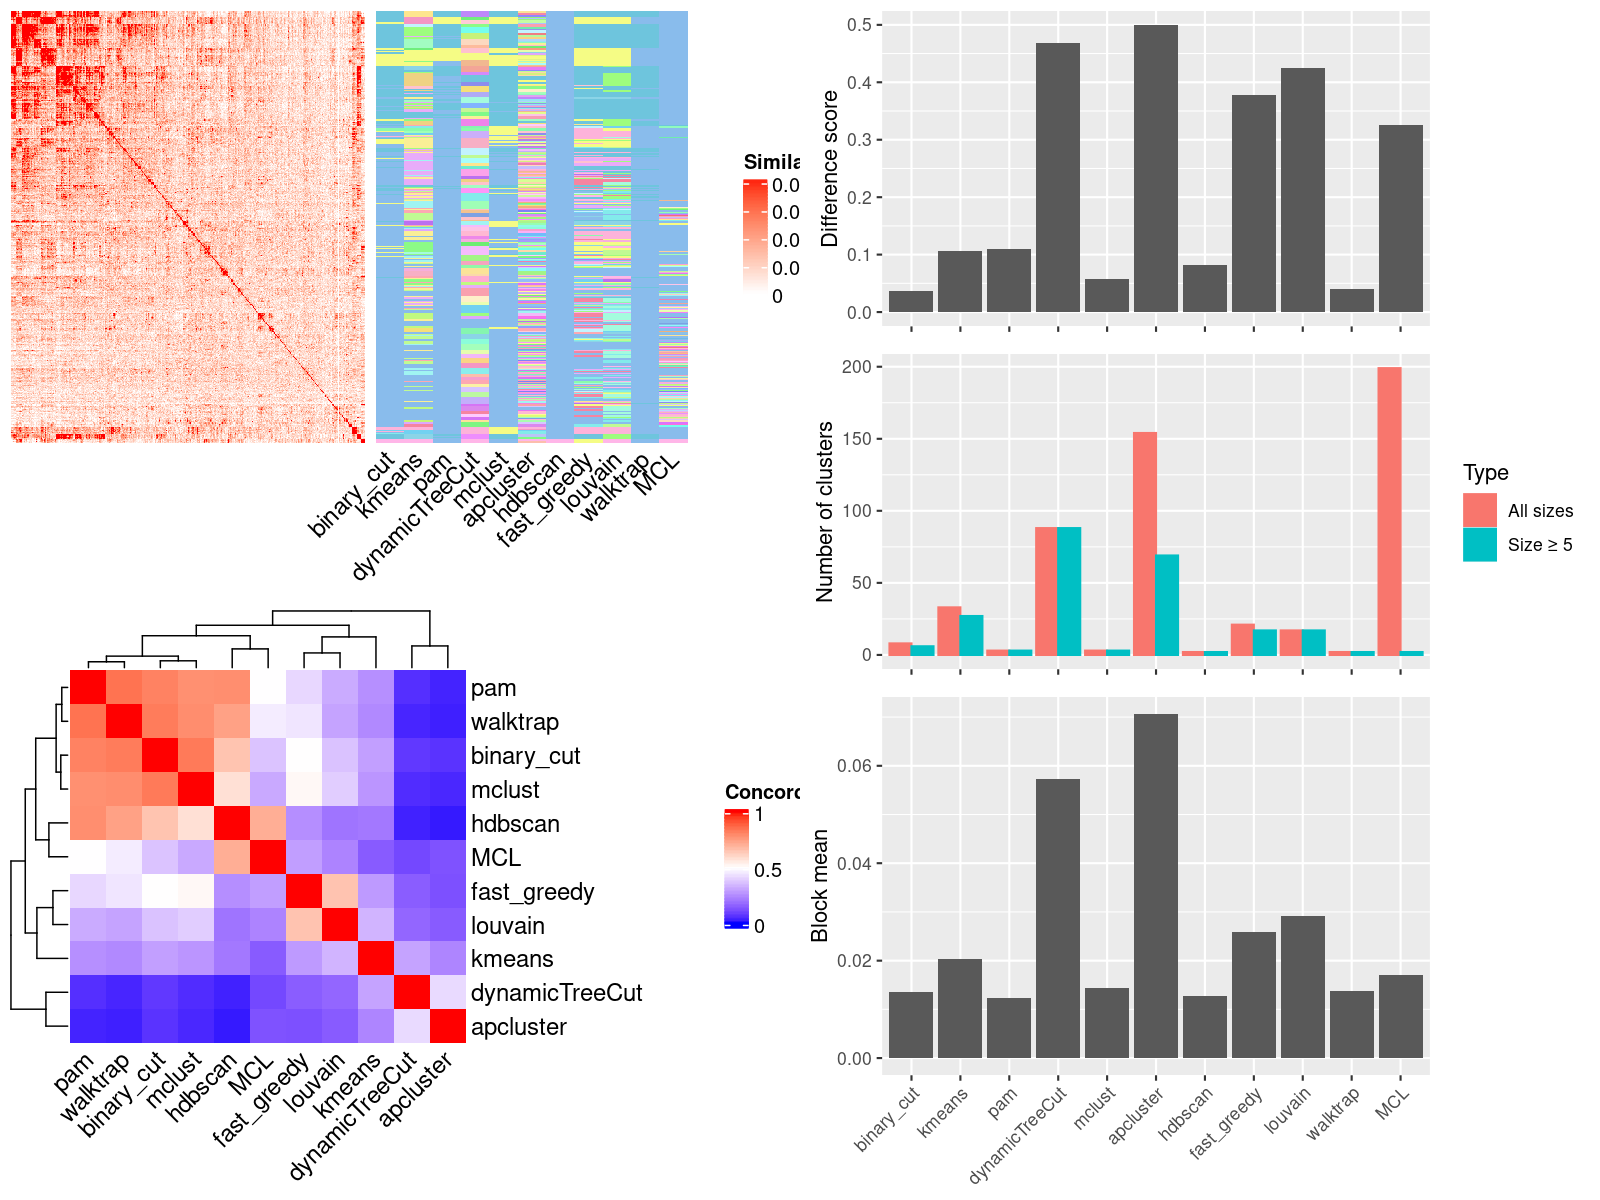 Simila
0.0
0.0
0.0
0.0
0
binary_cut
kmeans
pam
dynamicTreeCut
mclust
apcluster
hdbscan
fast_greedy
louvain
walktrap
MCL
pam
walktrap
binary_cut
mclust
hdbscan
MCL
fast_greedy
louvain
kmeans
dynamicTreeCut
apcluster
pam
walktrap
binary_cut
mclust
hdbscan
MCL
fast_greedy
louvain
kmeans
dynamicTreeCut
apcluster
Concord
1
0.5
0
Difference score
0.5
0.4
0.3
0.2
0.1
0.0
Number of clusters
200
150
100
50
0
Type
All sizes
Size ≥ 5
Block mean
0.06
0.04
0.02
0.00
binary_cut
kmeans
pam
dynamicTreeCut
mclust
apcluster
hdbscan
fast_greedy
louvain
walktrap
MCL